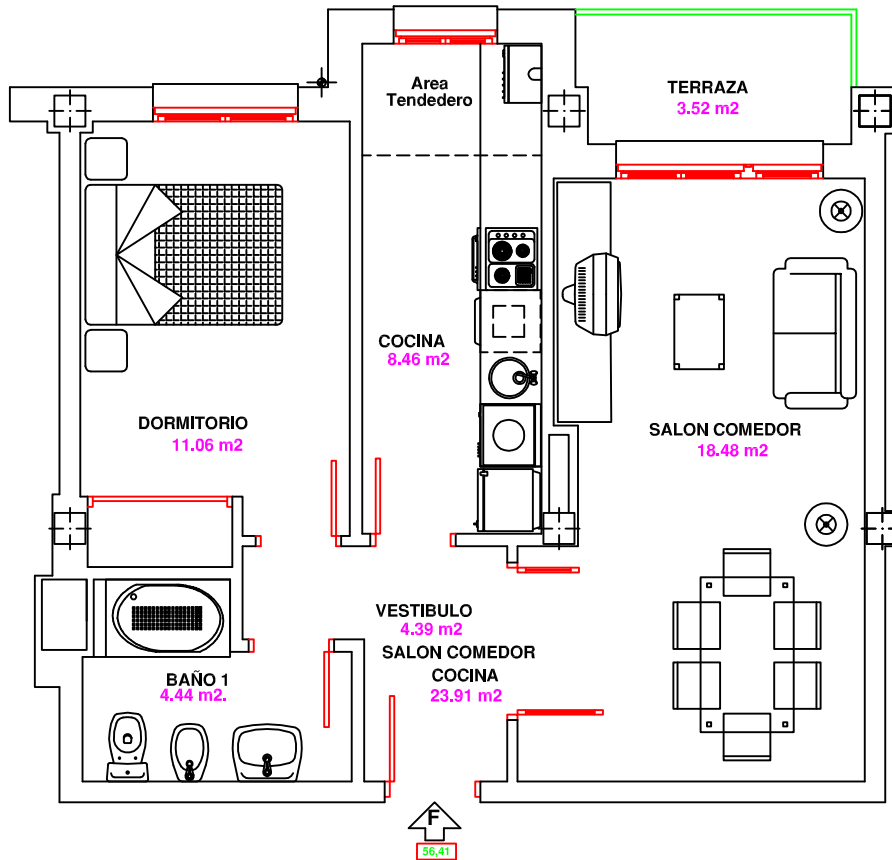 Area
Tendedero
TERRAZA
3.52 m2
COCINA
8.46 m2
DORMITORIO
11.06 m2
SALON COMEDOR
18.48 m2
VESTIBULO
4.39 m2
SALON COMEDOR
COCINA
23.91 m2
BAÑO 1
4.44 m2.
F
56,41